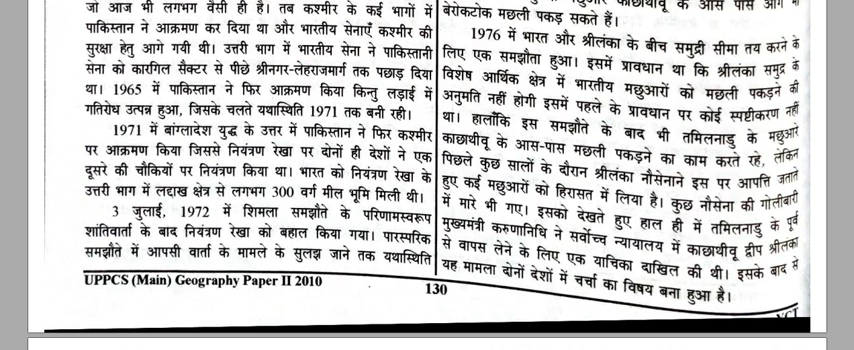 जो आज भी लगभग वैसी ही है। तब कश्मीर के कई भागों में
पाकिस्तान ने आक्रमण कर दिया था और भारतीय सेनाएँ कश्मीर की
सुरक्षा हेतु आगे गयी थी। उत्तरी भाग में भारतीय सेना ने पाकिस्तानी
सेना को कारगिल सैक्टर से पीछे श्रीनगर-लेहराजमार्ग तक पछाड़ दिया
था। 1965 में पाकिस्तान ने फिर आक्रमण किया किन्तु लड़ाई में
गतिरोध उत्पन्न हुआ, जिसके चलते यथास्थिति 1971 तक बनी रही।
1971 में बांग्लादेश युद्ध के उत्तर में पाकिस्तान ने फिर कश्मीर
पर आक्रमण किया जिससे नियंत्रण रेखा पर दोनों ही देशों ने एक
दूसरे की चौकियों पर नियंत्रण किया था। भारत को नियंत्रण रेखा के
उत्तरी भाग में लद्दाख क्षेत्र से लगभग 300 वर्ग मील भूमि मिली थी।
3 जुलाई, 1972 में शिमला समझौते के परिणामस्वरूप
शांतिवार्ता के बाद नियंत्रण रेखा को बहाल किया गया। पारस्परिक
समझौते में आपसी वार्ता के मामले के सुलझ जाने तक यथास्थिति
के आस पास आग
बेरोकटोक मछली पकड़ सकते हैं।
1976 में भारत और श्रीलंका के बीच समुद्री सीमा तय करने के
लिए एक समझौता हुआ। इसमें प्रावधान था कि श्रीलंका समुद्र के
विशेष आर्थिक क्षेत्र में भारतीय मछुआरों को मछली पकड़ने की
अनुमति नहीं होगी इसमें पहले के प्रावधान पर कोई स्पष्टीकरण नहीं
था। हालाँकि इस समझौते के बाद भी तमिलनाडु के मछुआरे
काछाथीवू के आस-पास मछली पकड़ने का काम करते रहे, लेकिन
पिछले कुछ सालों के दौरान श्रीलंका नौसेनाने इस पर आपत्ति जताते
हुए कई मछुआरों को हिरासत में लिया है। कुछ नौसेना की गोलीबारी
में मारे भी गए। इसको देखते हुए हाल ही में तमिलनाडु के पूर्व
मुख्यमंत्री करुणानिधि ने सर्वोच्च न्यायालय में काछाथीवू द्वीप श्रीलंका
से वापस लेने के लिए एक याचिका दाखिल की थी। इसके बाद से
यह मामला दोनों देशों में चर्चा का विषय बना हुआ है।
UPPCS (Main) Geography Paper II 2010
130